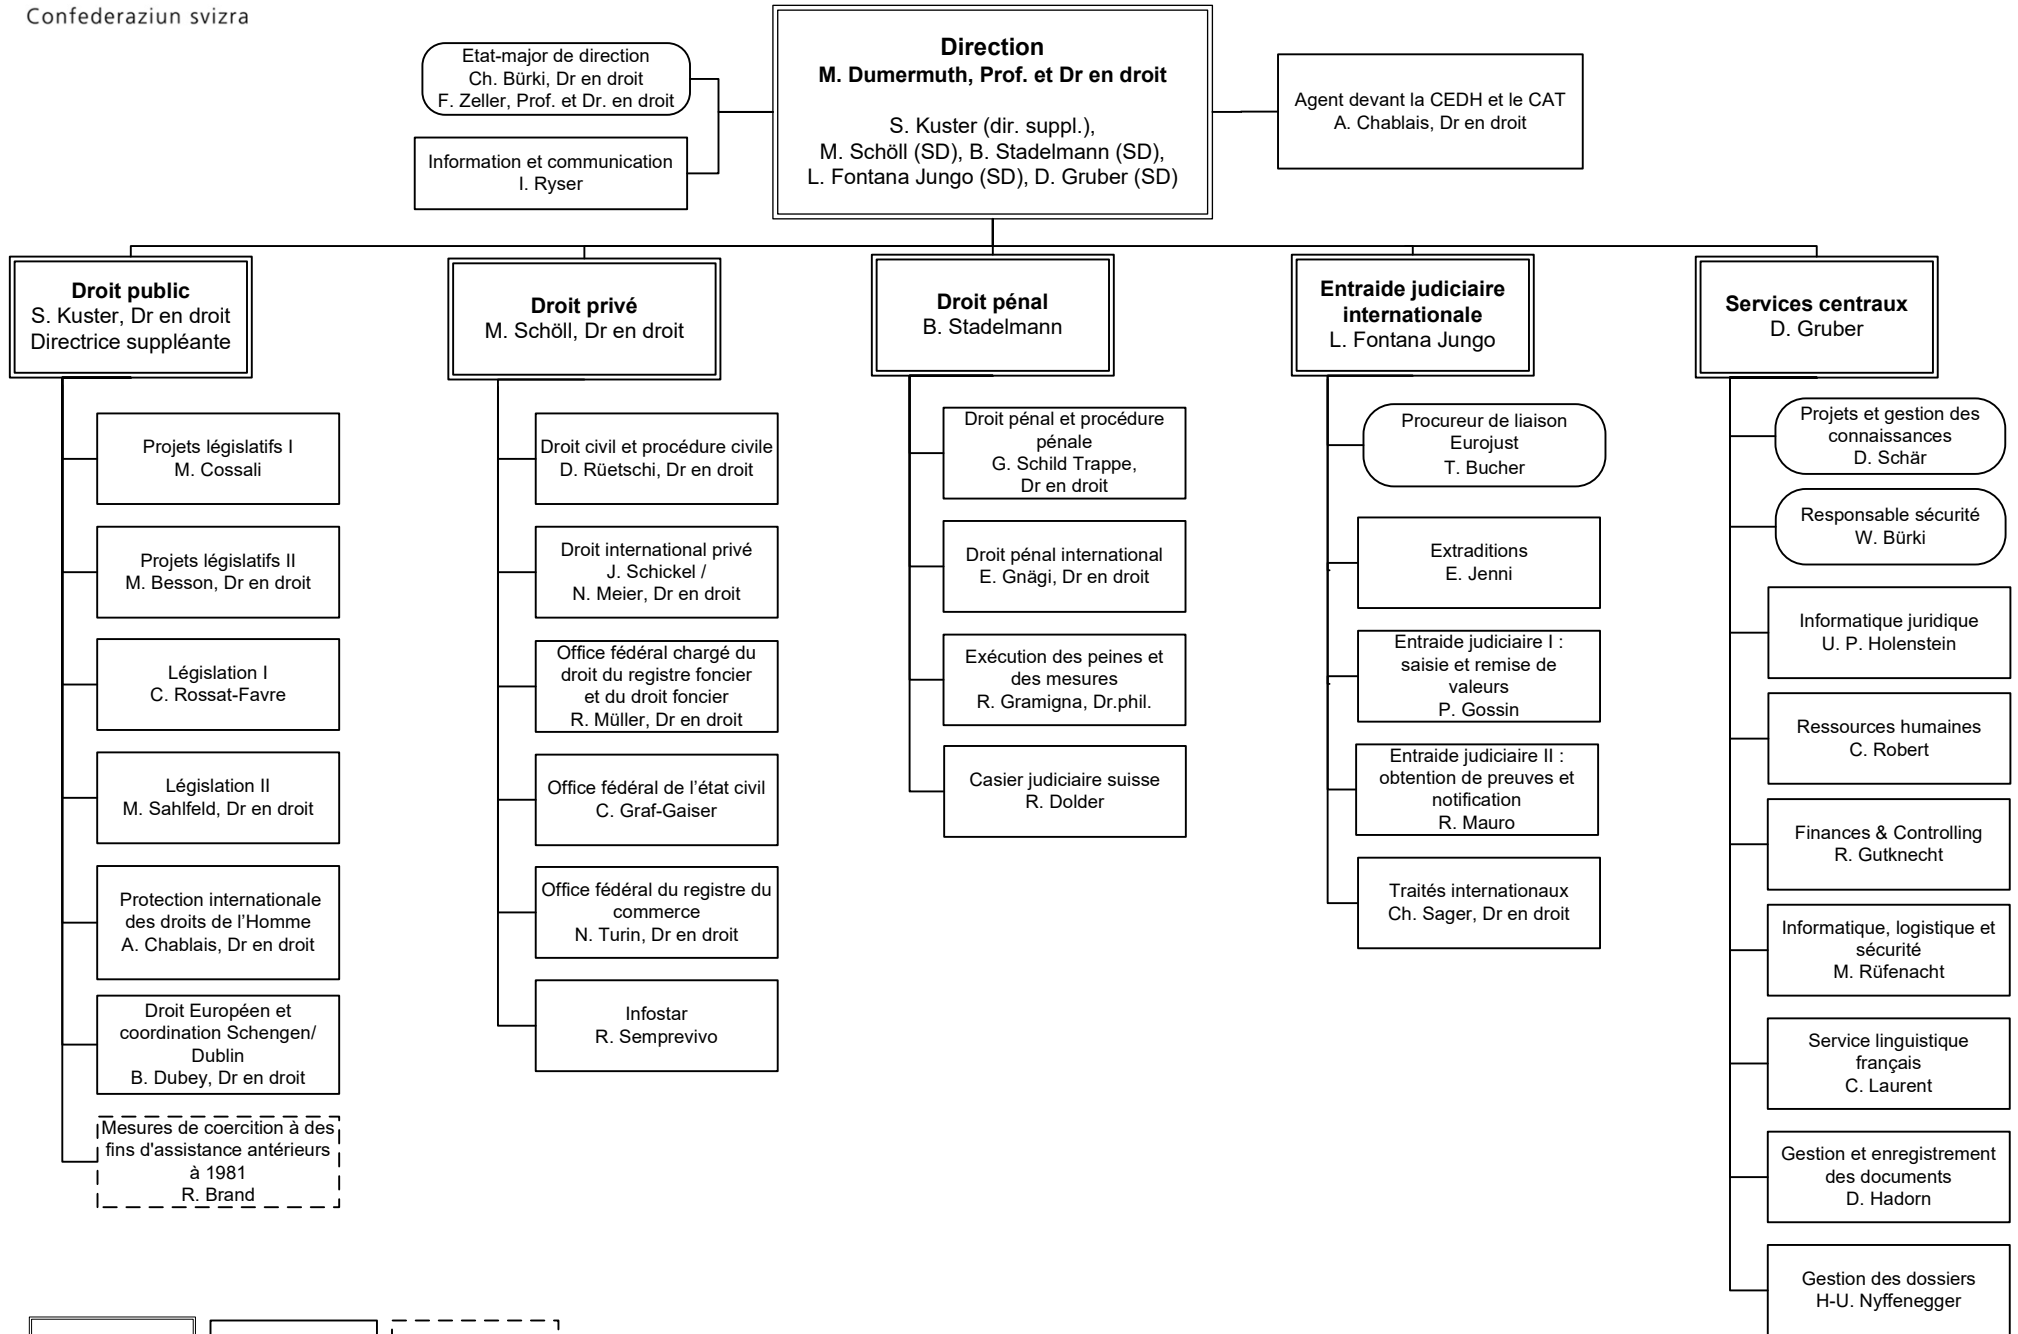 Confederaziun svizra
Etat-major de direction
Ch. Bürki, Dr en droit
F. Zeller, Prof. et Dr. en droit
Information et communication
I. Ryser
Direction
M. Dumermuth, Prof. et Dr en droit
S. Kuster (dir. suppl.),
M. Schöll (SD), B. Stadelmann (SD),
L. Fontana Jungo (SD), D. Gruber (SD)
Agent devant la CEDH et le CAT
A. Chablais, Dr en droit
Droit public
S. Kuster, Dr en droit
Directrice suppléante
Projets législatifs I
M. Cossali
Projets législatifs II
M. Besson, Dr en droit
Législation I
C. Rossat-Favre
Législation II
M. Sahlfeld, Dr en droit
Protection internationale
des droits de l’Homme
A. Chablais, Dr en droit
Droit Européen et
coordination Schengen/
Dublin
B. Dubey, Dr en droit
Mesures de coercition à des
fins d'assistance antérieurs
à 1981
R. Brand
Droit privé
M. Schöll, Dr en droit
Droit civil et procédure civile
D. Rüetschi, Dr en droit
Droit international privé
J. Schickel /
N. Meier, Dr en droit
Office fédéral chargé du
droit du registre foncier
et du droit foncier
R. Müller, Dr en droit
Office fédéral de l’état civil
C. Graf-Gaiser
Office fédéral du registre du
commerce
N. Turin, Dr en droit
Infostar
R. Semprevivo
Droit pénal
B. Stadelmann
Droit pénal et procédure
pénale
G. Schild Trappe,
Dr en droit
Droit pénal international
E. Gnägi, Dr en droit
Exécution des peines et
des mesures
R. Gramigna, Dr.phil.
Casier judiciaire suisse
R. Dolder
Entraide judiciaire
internationale
L. Fontana Jungo
Procureur de liaison
Eurojust
T. Bucher
Extraditions
E. Jenni
Entraide judiciaire I :
saisie et remise de
valeurs
P. Gossin
Entraide judiciaire II :
obtention de preuves et
notification
R. Mauro
Traités internationaux
Ch. Sager, Dr en droit
Services centraux
D. Gruber
Projets et gestion des
connaissances
D. Schär
Responsable sécurité
W. Bürki
Informatique juridique
U. P. Holenstein
Ressources humaines
C. Robert
Finances & Controlling
R. Gutknecht
Informatique, logistique et
sécurité
M. Rüfenacht
Service linguistique
français
C. Laurent
Gestion et enregistrement
des documents
D. Hadorn
Gestion des dossiers
H-U. Nyffenegger